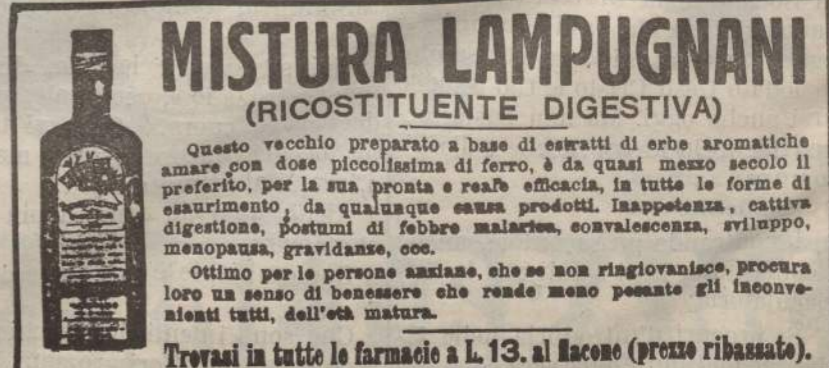 MISTURA LAMPUGNANI
(RICOSTITUENTE DIGESTIVA)
Questo vecchio preparato a base di estratti di erbe aromatiche
amare con dose piccolissima di ferro, è da quasi mezzo secolo il
preferito, per la sua pronta e reale efficacia, in tutte le forme di
esaurimento, da qualunque causa prodotti. Inappetenza, cattiva
digestione, postumi di febbre malarica, convalescenza, sviluppo,
menopausa, gravidanze, ecc.
Ottimo per le persone anziane, che se non ringiovanisce, procura
loro un senso di benessere che rende meno pesante gli inconve-
nienti tutti, dell'età matura.
Trovasi in tutte le farmacie a L. 13. al flacone (prezzo ribassato).